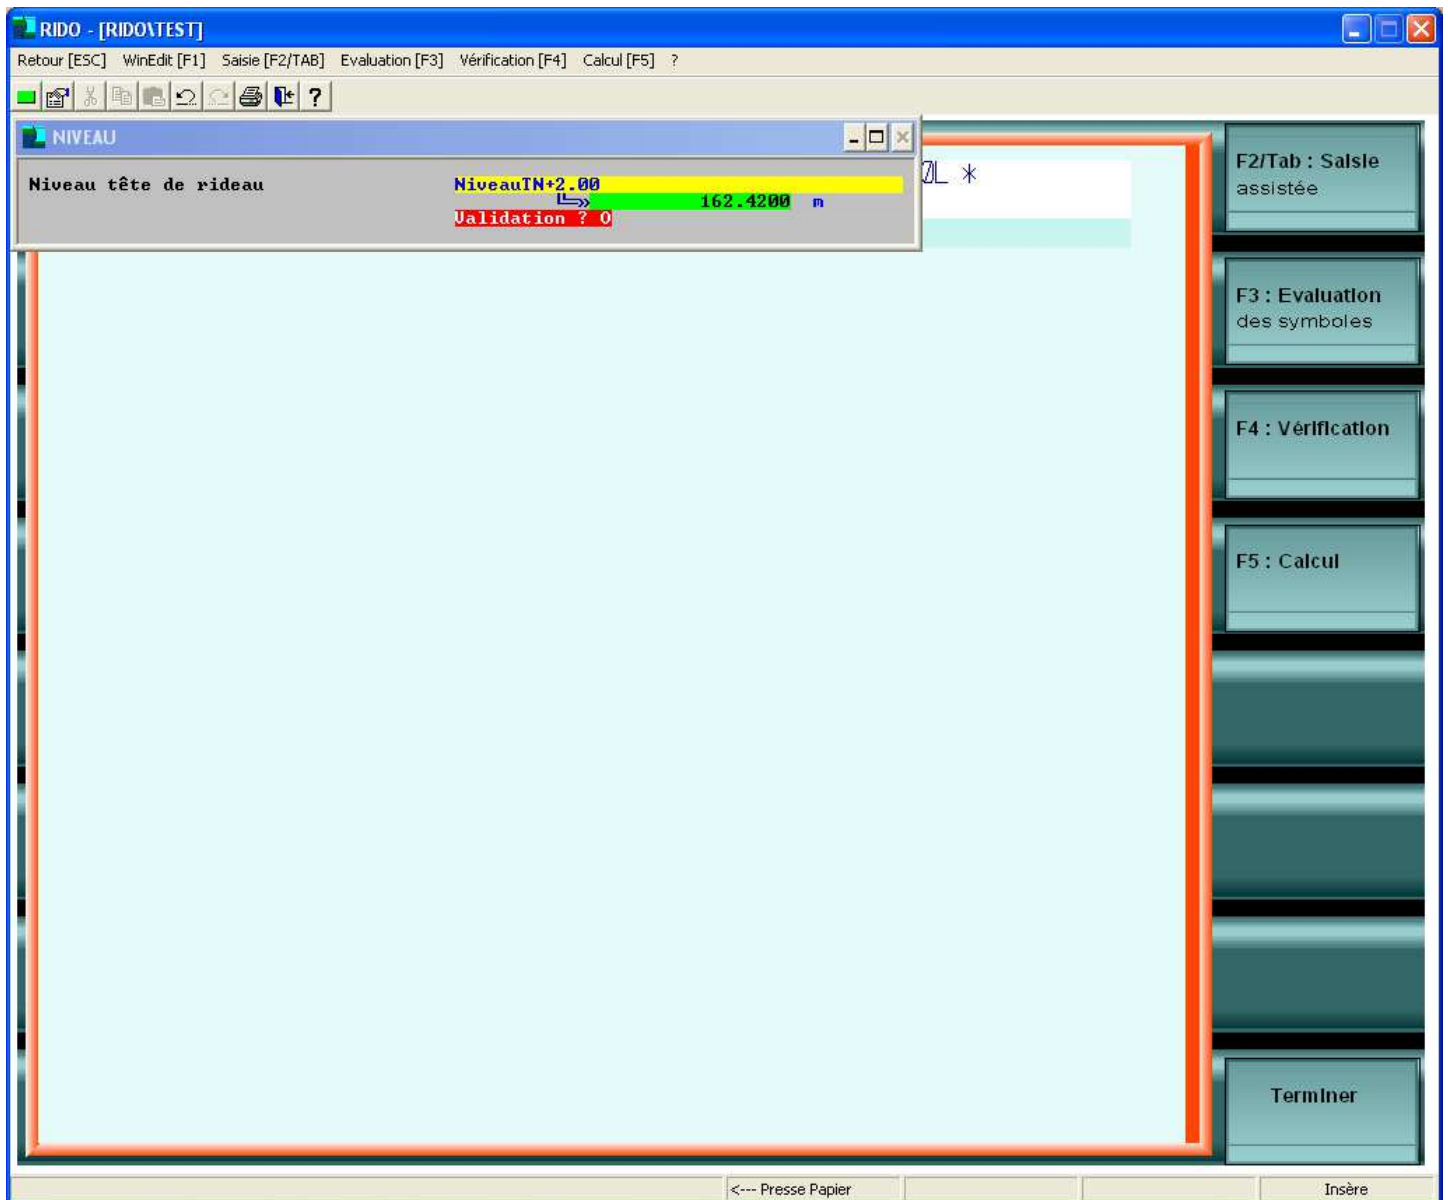 RIDO - [RIDO\TEST]
Retour [ESC] WinEdit [F1] Saisie [F2/TAB] Evaluation [F3] Vérification [F4] Calcul [F5] ?
NIVEAU
Niveau tête de rideau NiveauTN+2.00
162.4200 m
Validation ? O
*
F2/Tab : Saisie
assistée
F3 : Evaluation
des symboles
F4 : Vérification
F5 : Calcul
Terminer
<--- Presse Papier Insère